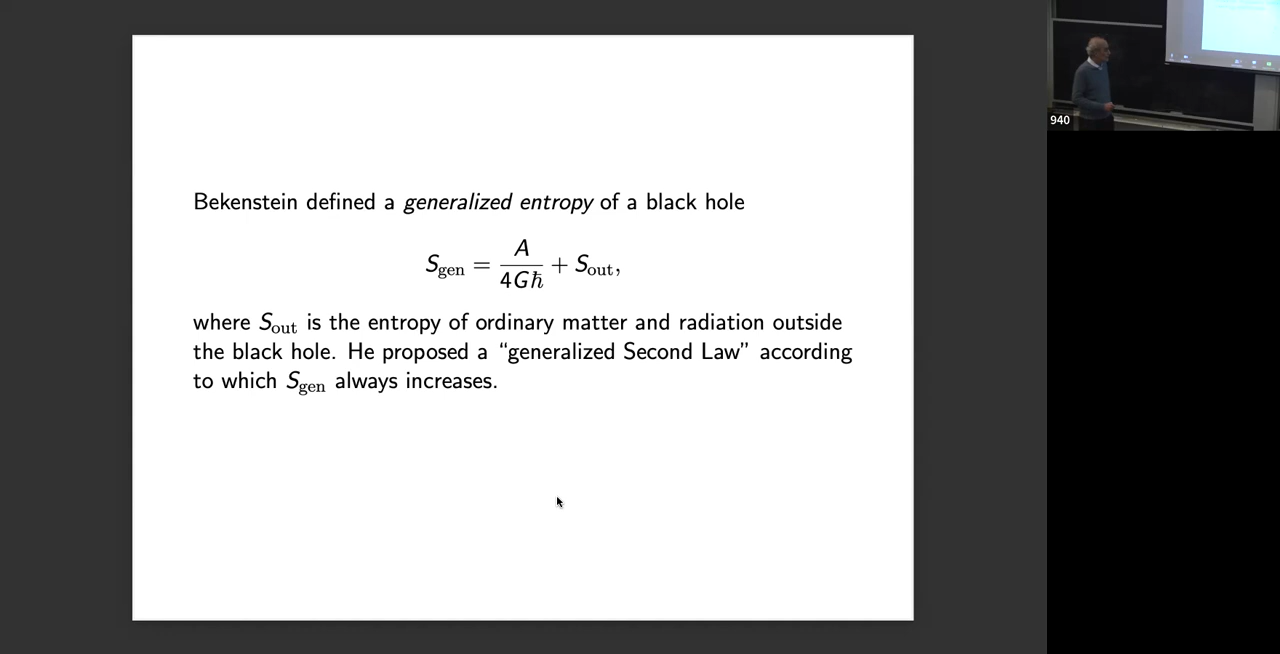 Bekenstein defined a generalized entropy of a black hole
S_gen = A/(4Għ) + S_out,
where S_out is the entropy of ordinary matter and radiation outside
the black hole. He proposed a “generalized Second Law” according
to which S_gen always increases.
940